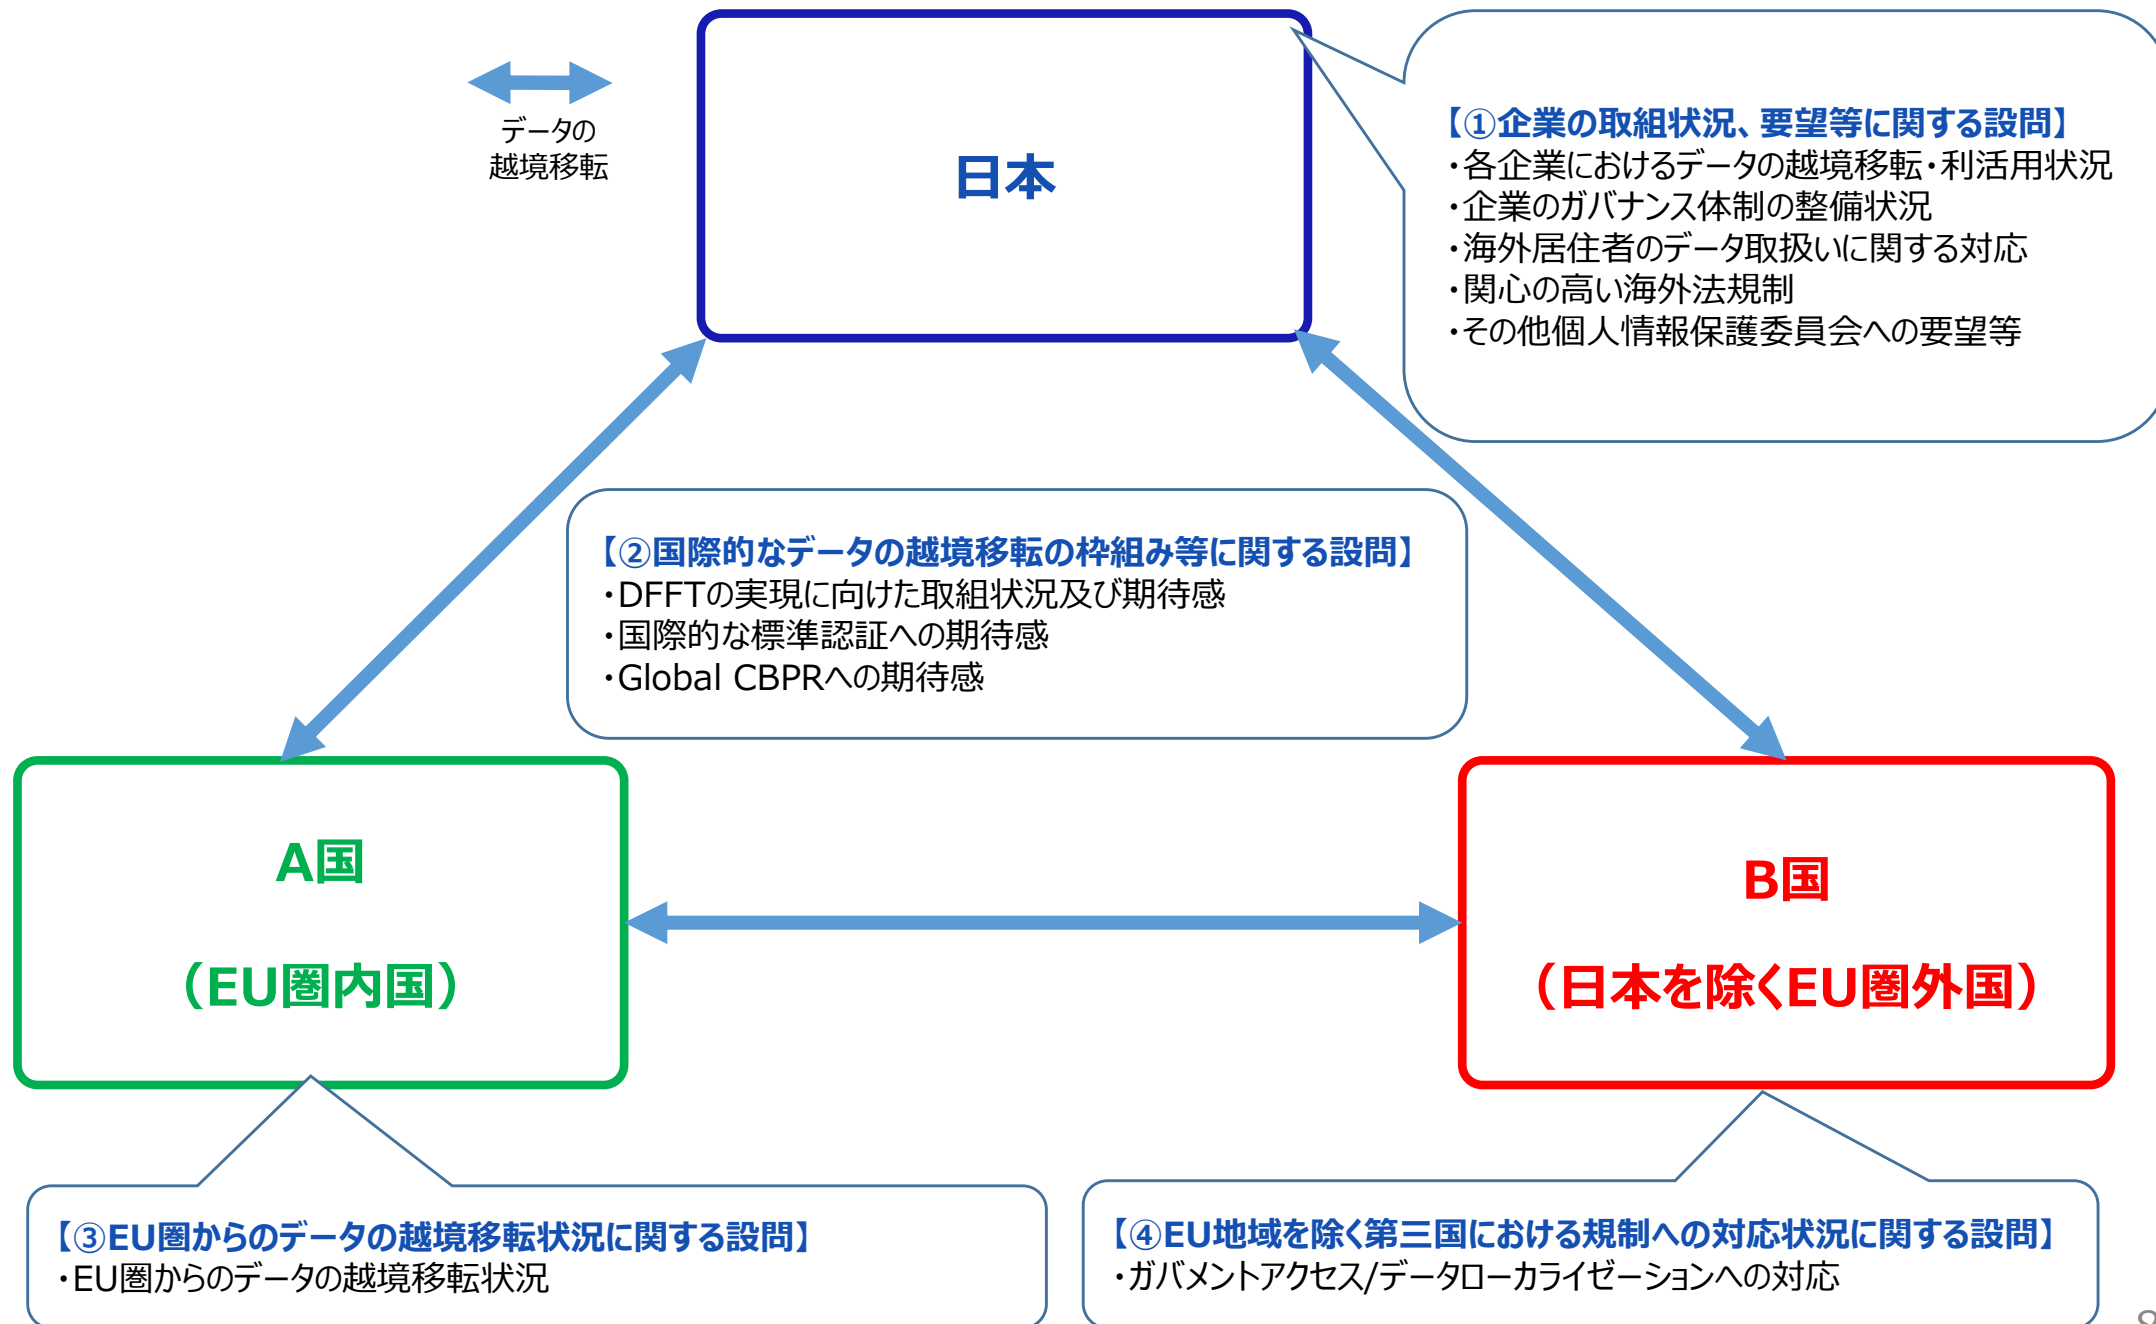 データの
越境移転
日本
【①企業の取組状況、要望等に関する設問】
・各企業におけるデータの越境移転・利活用状況
・企業のガバナンス体制の整備状況
・海外居住者のデータ取扱いに関する対応
・関心の高い海外法規制
・その他個人情報保護委員会への要望等
【②国際的なデータの越境移転の枠組み等に関する設問】
・DFFTの実現に向けた取組状況及び期待感
・国際的な標準認証への期待感
・Global CBPRへの期待感
A国
（EU圏内国）
B国
（日本を除くEU圏外国）
【③EU圏からのデータの越境移転状況に関する設問】
・EU圏からのデータの越境移転状況
【④EU地域を除く第三国における規制への対応状況に関する設問】
・ガバメントアクセス/データローカライゼーションへの対応